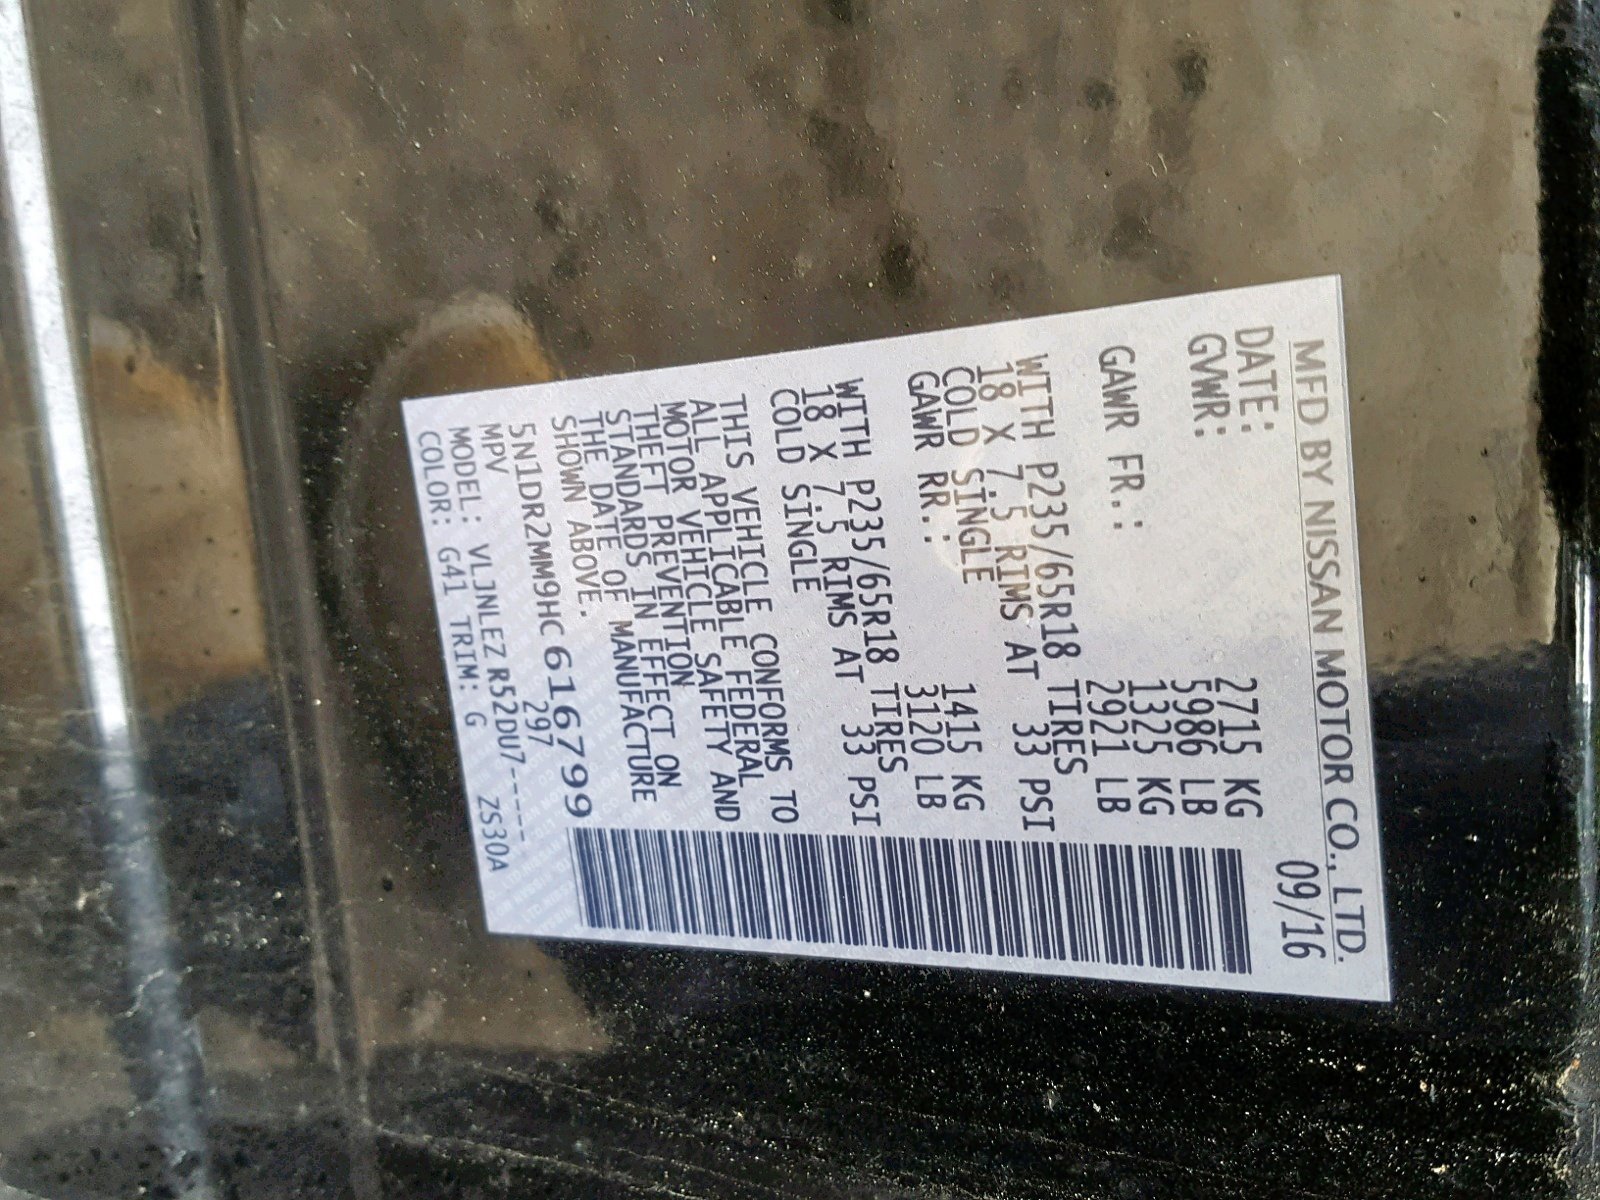 MFD BY NISSAN MOTOR CO., LTD.
DATE: 09/16
GVWR: 2715 KG
5986 LB
GAWR FR.: 1325 KG
2921 LB
WITH P235/65R18 TIRES
18 X 7.5 RIMS AT 33 PSI
COLD SINGLE
GAWR RR.: 1415 KG
3120 LB
WITH P235/65R18 TIRES
18 X 7.5 RIMS AT 33 PSI
COLD SINGLE
THIS VEHICLE CONFORMS TO
ALL APPLICABLE FEDERAL
MOTOR VEHICLE SAFETY AND
THEFT PREVENTION
STANDARDS IN EFFECT ON
THE DATE OF MANUFACTURE
SHOWN ABOVE.
5N1DR2MM9HC616799
MPV 297
MODEL: VLJNLEZ R52DU7-----
COLOR: G41 TRIM: G ZS30A